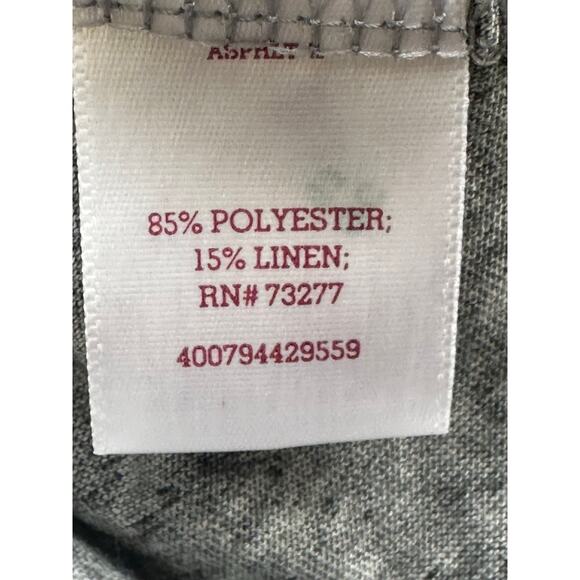 85% POLYESTER;
15% LINEN;
RN# 73277
400794429559